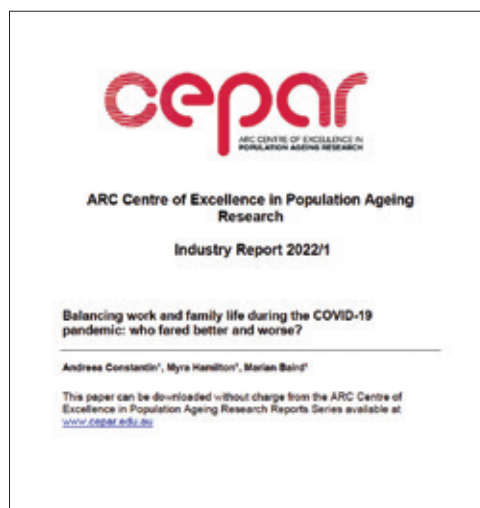 cepar
ARC CENTRE OF EXCELLENCE IN
POPULATION AGEING RESEARCH
ARC Centre of Excellence in Population Ageing
Research
Industry Report 2022/1
Balancing work and family life during the COVID-19
pandemic: who fared better and worse?
Andreea Constantin¹, Myra Hamilton², Marian Baird³
This paper can be downloaded without charge from the ARC Centre of
Excellence in Population Ageing Research Reports Series available at
www.cepar.edu.au